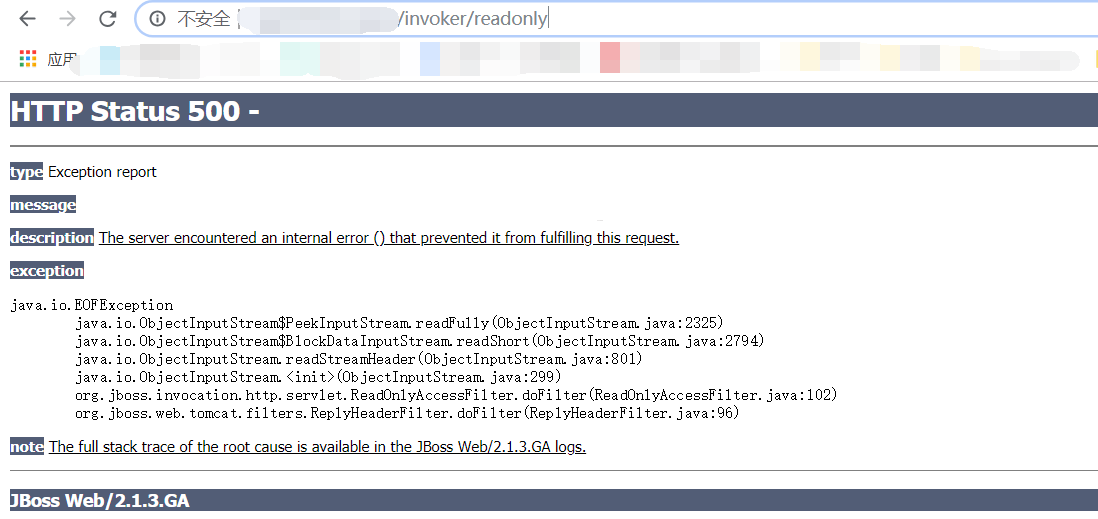 不安全 | /invoker/readonly
应用
HTTP Status 500 -
type Exception report
message
description The server encountered an internal error () that prevented it from fulfilling this request.
exception
java.io.EOFException
java.io.ObjectInputStream$PeekInputStream.readFully(ObjectInputStream.java:2325)
java.io.ObjectInputStream$BlockDataInputStream.readShort(ObjectInputStream.java:2794)
java.io.ObjectInputStream.readStreamHeader(ObjectInputStream.java:801)
java.io.ObjectInputStream.<init>(ObjectInputStream.java:299)
org.jboss.invocation.http.servlet.ReadOnlyAccessFilter.doFilter(ReadOnlyAccessFilter.java:102)
org.jboss.web.tomcat.filters.ReplyHeaderFilter.doFilter(ReplyHeaderFilter.java:96)
note The full stack trace of the root cause is available in the JBoss Web/2.1.3.GA logs.
JBoss Web/2.1.3.GA